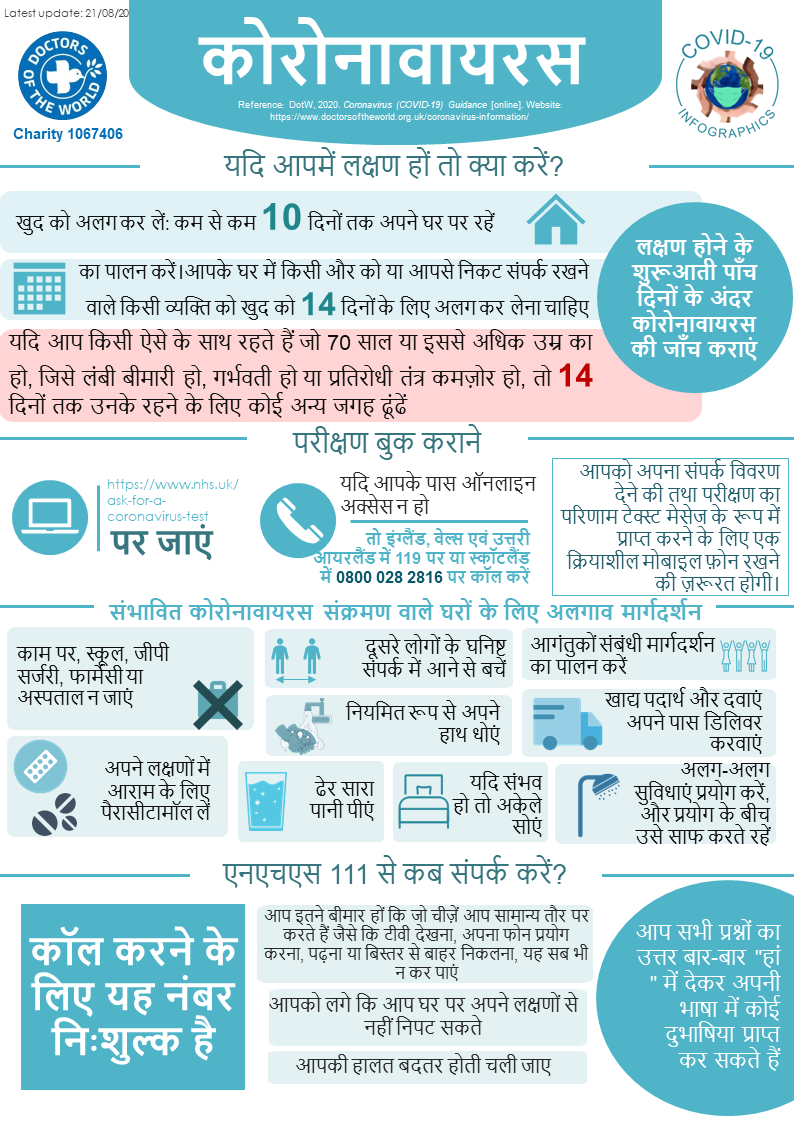 Latest update: 21/08/20
DOCTORS OF THE WORLD
Charity 1067406
कोरोनावायरस
Reference: DotW, 2020. Coronavirus (COVID-19) Guidance [online]. Website:
https://www.doctorsoftheworld.org.uk/coronavirus-information/
COVID-19
INFOGRAPHICS
यदि आपमें लक्षण हों तो क्या करें?
खुद को अलग कर लें: कम से कम 10 दिनों तक अपने घर पर रहें
का पालन करें।आपके घर में किसी और को या आपसे निकट संपर्क रखने
वाले किसी व्यक्ति को खुद को 14 दिनों के लिए अलग कर लेना चाहिए
यदि आप किसी ऐसे के साथ रहते हैं जो 70 साल या इससे अधिक उम्र का
हो, जिसे लंबी बीमारी हो, गर्भवती हो या प्रतिरोधी तंत्र कमज़ोर हो, तो 14
दिनों तक उनके रहने के लिए कोई अन्य जगह ढूंढें
लक्षण होने के
शुरूआती पाँच
दिनों के अंदर
कोरोनावायरस
की जाँच कराएं
परीक्षण बुक कराने
https://www.nhs.uk/
ask-for-a-
coronavirus-test
पर जाएं
यदि आपके पास ऑनलाइन
अक्सेस न हो
तो इंग्लैंड, वेल्स एवं उत्तरी
आयरलैंड में 119 पर या स्कॉटलैंड
में 0800 028 2816 पर कॉल करें
आपको अपना संपर्क विवरण
देने की तथा परीक्षण का
परिणाम टेक्स्ट मेसेज के रूप में
प्राप्त करने के लिए एक
क्रियाशील मोबाइल फ़ोन रखने
की ज़रूरत होगी।
संभावित कोरोनावायरस संक्रमण वाले घरों के लिए अलगाव मार्गदर्शन
काम पर, स्कूल, जीपी
सर्जरी, फार्मेसी या
अस्पताल न जाएं
दूसरे लोगों के घनिष्ट
संपर्क में आने से बचें
आगंतुकों संबंधी मार्गदर्शन
का पालन करें
नियमित रूप से अपने
हाथ धोएं
खाद्य पदार्थ और दवाएं
अपने पास डिलिवर
करवाएं
अपने लक्षणों में
आराम के लिए
पैरासीटामॉल लें
ढेर सारा
पानी पीएं
यदि संभव
हो तो अकेले
सोएं
अलग-अलग
सुविधाएं प्रयोग करें,
और प्रयोग के बीच
उसे साफ करते रहें
एनएचएस 111 से कब संपर्क करें?
कॉल करने के
लिए यह नंबर
निःशुल्क है
आप इतने बीमार हों कि जो चीज़ें आप सामान्य तौर पर
करते हैं जैसे कि टीवी देखना, अपना फोन प्रयोग
करना, पढ़ना या बिस्तर से बाहर निकलना, यह सब भी
न कर पाएं
आपको लगे कि आप घर पर अपने लक्षणों से
नहीं निपट सकते
आपकी हालत बदतर होती चली जाए
आप सभी प्रश्नों का
उत्तर बार-बार "हां
" में देकर अपनी
भाषा में कोई
दुभाषिया प्राप्त
कर सकते हैं